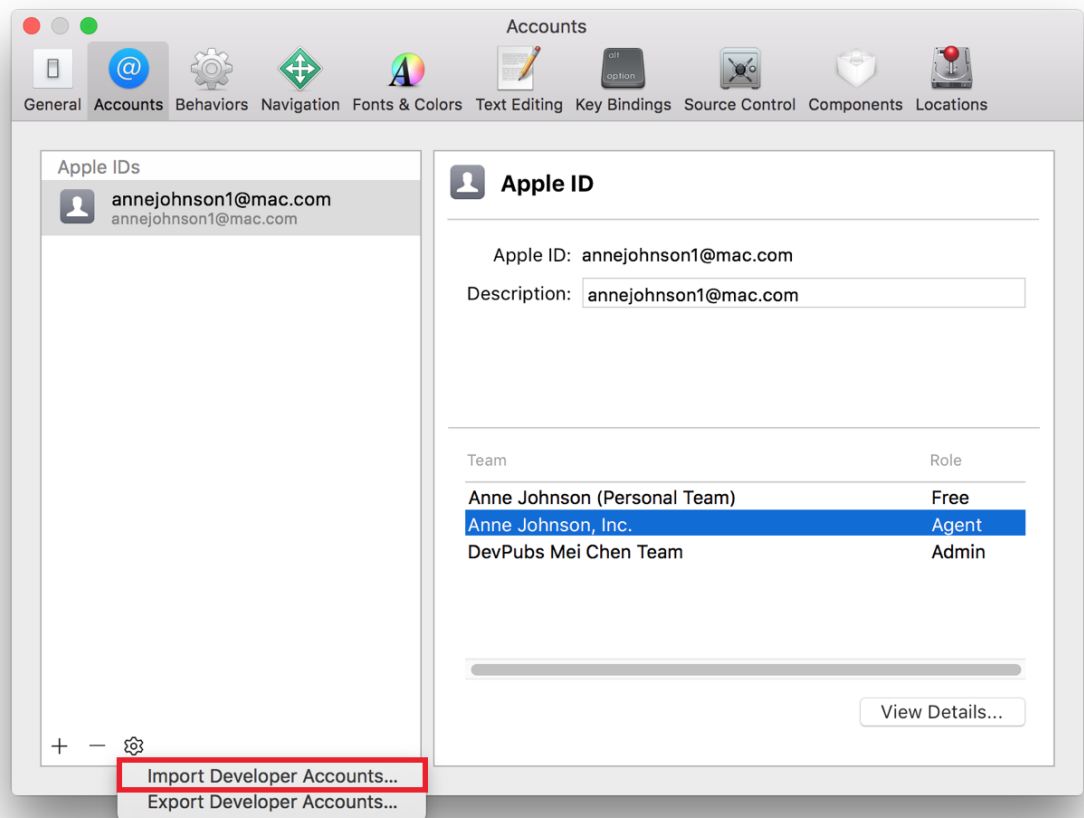 Accounts
General Accounts Behaviors Navigation Fonts & Colors Text Editing Key Bindings Source Control Components Locations
alt
option
Apple IDs
annejohnson1@mac.com
annejohnson1@mac.com
Apple ID
Apple ID: annejohnson1@mac.com
Description: annejohnson1@mac.com
Team Role
Anne Johnson (Personal Team) Free
Anne Johnson, Inc. Agent
DevPubs Mei Chen Team Admin
View Details...
Import Developer Accounts...
Export Developer Accounts...